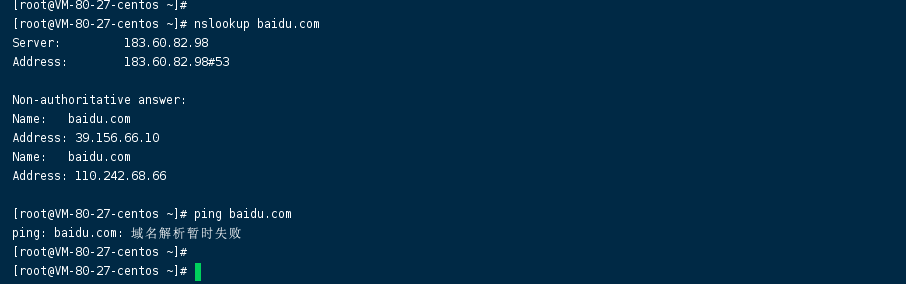 [root@VM-80-27-centos ~]#
[root@VM-80-27-centos ~]# nslookup baidu.com
Server:		183.60.82.98
Address:	183.60.82.98#53
Non-authoritative answer:
Name:	baidu.com
Address: 39.156.66.10
Name:	baidu.com
Address: 110.242.68.66
[root@VM-80-27-centos ~]# ping baidu.com
ping: baidu.com: 域名解析暂时失败
[root@VM-80-27-centos ~]#
[root@VM-80-27-centos ~]#